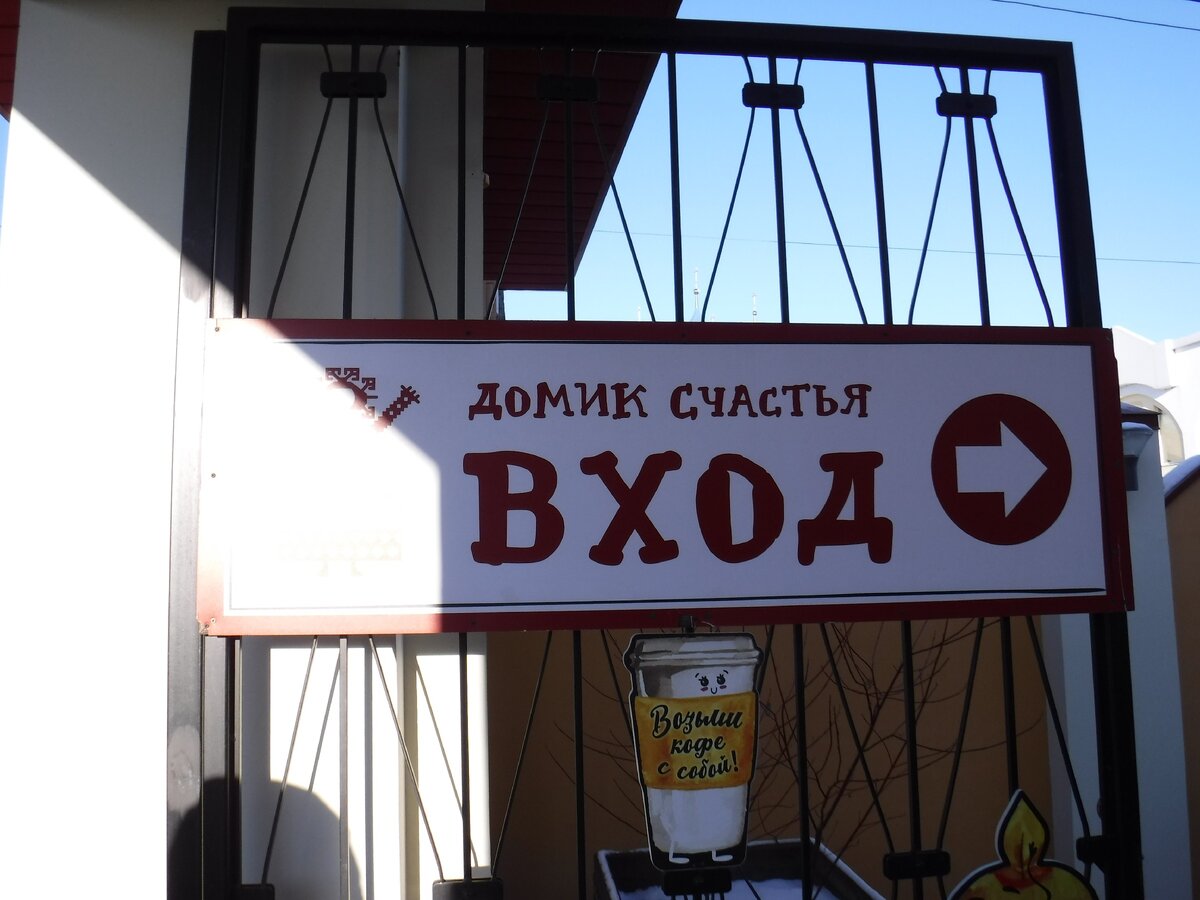 ДОМИК СЧАСТЬЯ
ВХОД
Возьми
кофе
с собой!